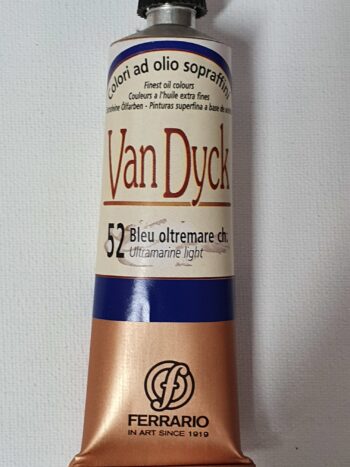 Colori ad olio sopraffini
Finest oil colours
Couleurs a l'huile extra fines
Ölfarben - Pinturas superfina a base de
Van Dyck
52 Bleu oltremare ch.
Ultramarine light
FERRARIO
IN ART SINCE 1919